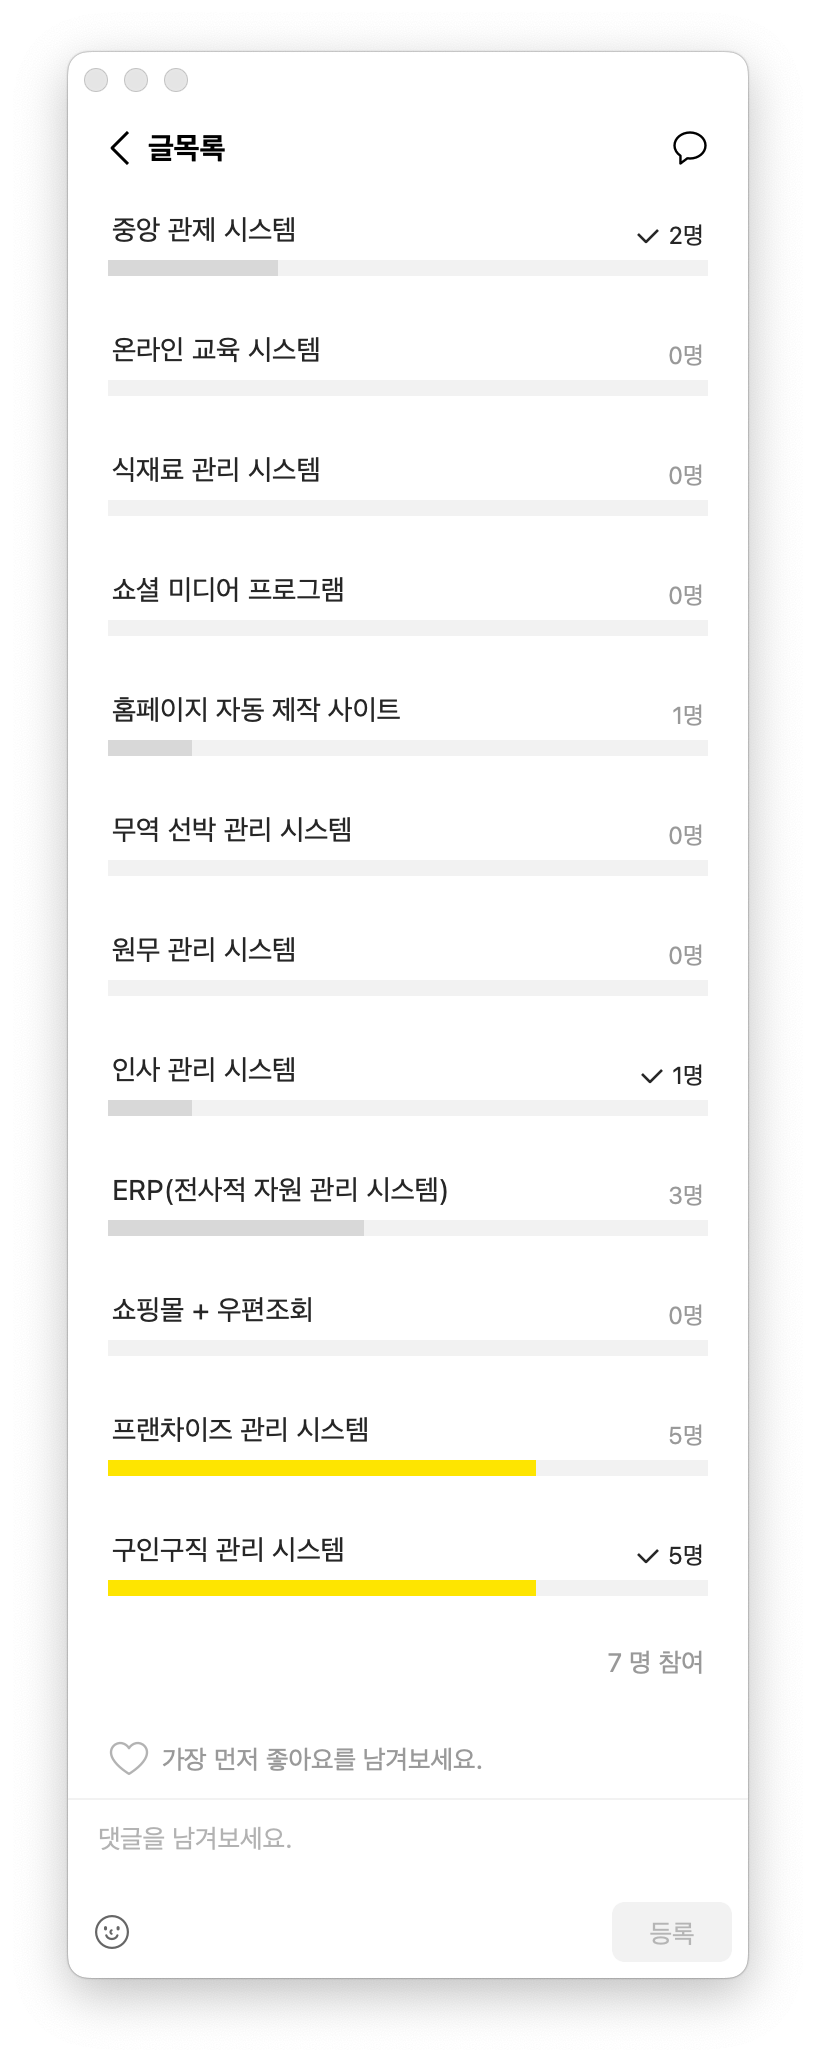 글목록
중앙 관제 시스템 2명
온라인 교육 시스템 0명
식재료 관리 시스템 0명
쇼셜 미디어 프로그램 0명
홈페이지 자동 제작 사이트 1명
무역 선박 관리 시스템 0명
원무 관리 시스템 0명
인사 관리 시스템 1명
ERP(전사적 자원 관리 시스템) 3명
쇼핑몰 + 우편조회 0명
프랜차이즈 관리 시스템 5명
구인구직 관리 시스템 5명
7 명 참여
가장 먼저 좋아요를 남겨보세요.
댓글을 남겨보세요.
등록